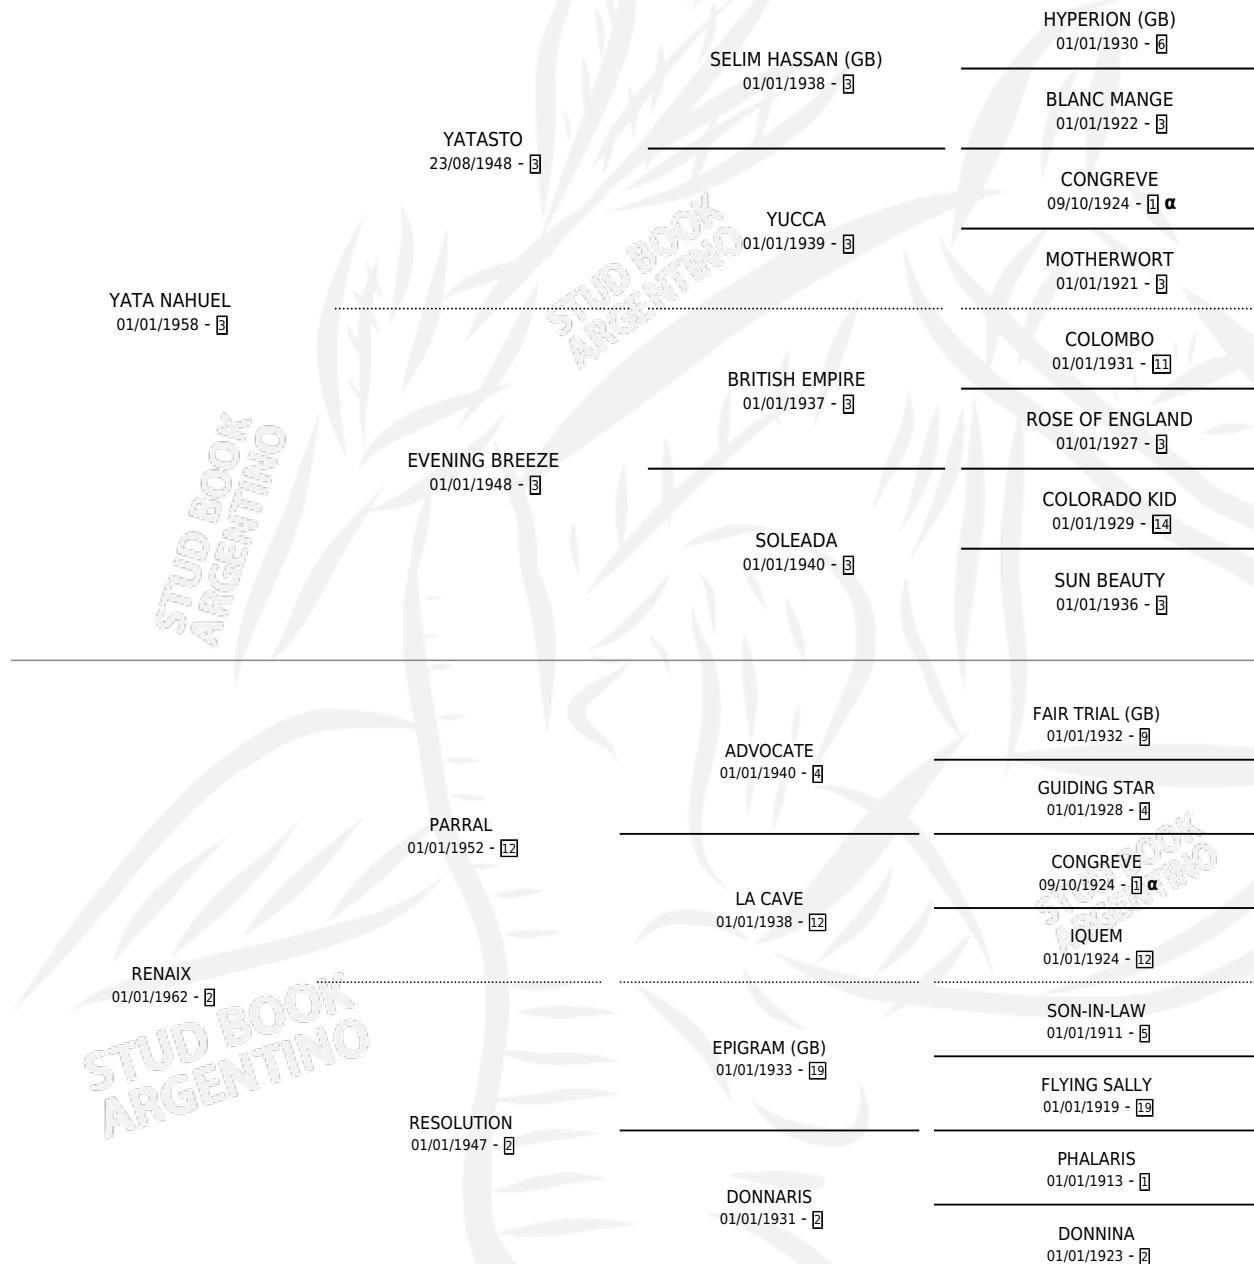 HYPERION (GB)
01/01/1930 - 6
SELIM HASSAN (GB)
01/01/1938 - 3
BLANC MANGE
01/01/1922 - 3
YATASTO
23/08/1948 - 3
CONGREVE
09/10/1924 - 1 α
YUCCA
01/01/1939 - 3
MOTHERWORT
01/01/1921 - 3
YATA NAHUEL
01/01/1958 - 3
COLOMBO
01/01/1931 - 11
BRITISH EMPIRE
01/01/1937 - 3
ROSE OF ENGLAND
01/01/1927 - 3
EVENING BREEZE
01/01/1948 - 3
COLORADO KID
01/01/1929 - 14
SOLEADA
01/01/1940 - 3
SUN BEAUTY
01/01/1936 - 3
FAIR TRIAL (GB)
01/01/1932 - 9
ADVOCATE
01/01/1940 - 4
GUIDING STAR
01/01/1928 - 4
PARRAL
01/01/1952 - 12
CONGREVE
09/10/1924 - 1 α
LA CAVE
01/01/1938 - 12
IQUEM
01/01/1924 - 12
RENAIX
01/01/1962 - 2
SON-IN-LAW
01/01/1911 - 5
EPIGRAM (GB)
01/01/1933 - 19
FLYING SALLY
01/01/1919 - 19
RESOLUTION
01/01/1947 - 2
PHALARIS
01/01/1913 - 1
DONNARIS
01/01/1931 - 2
DONNINA
01/01/1923 - 2
STUD BOOK
ARGENTINO
STUD BOOK
ARGENTINO
STUD BOOK
ARGENTINO
STUD BOOK
ARGENTINO